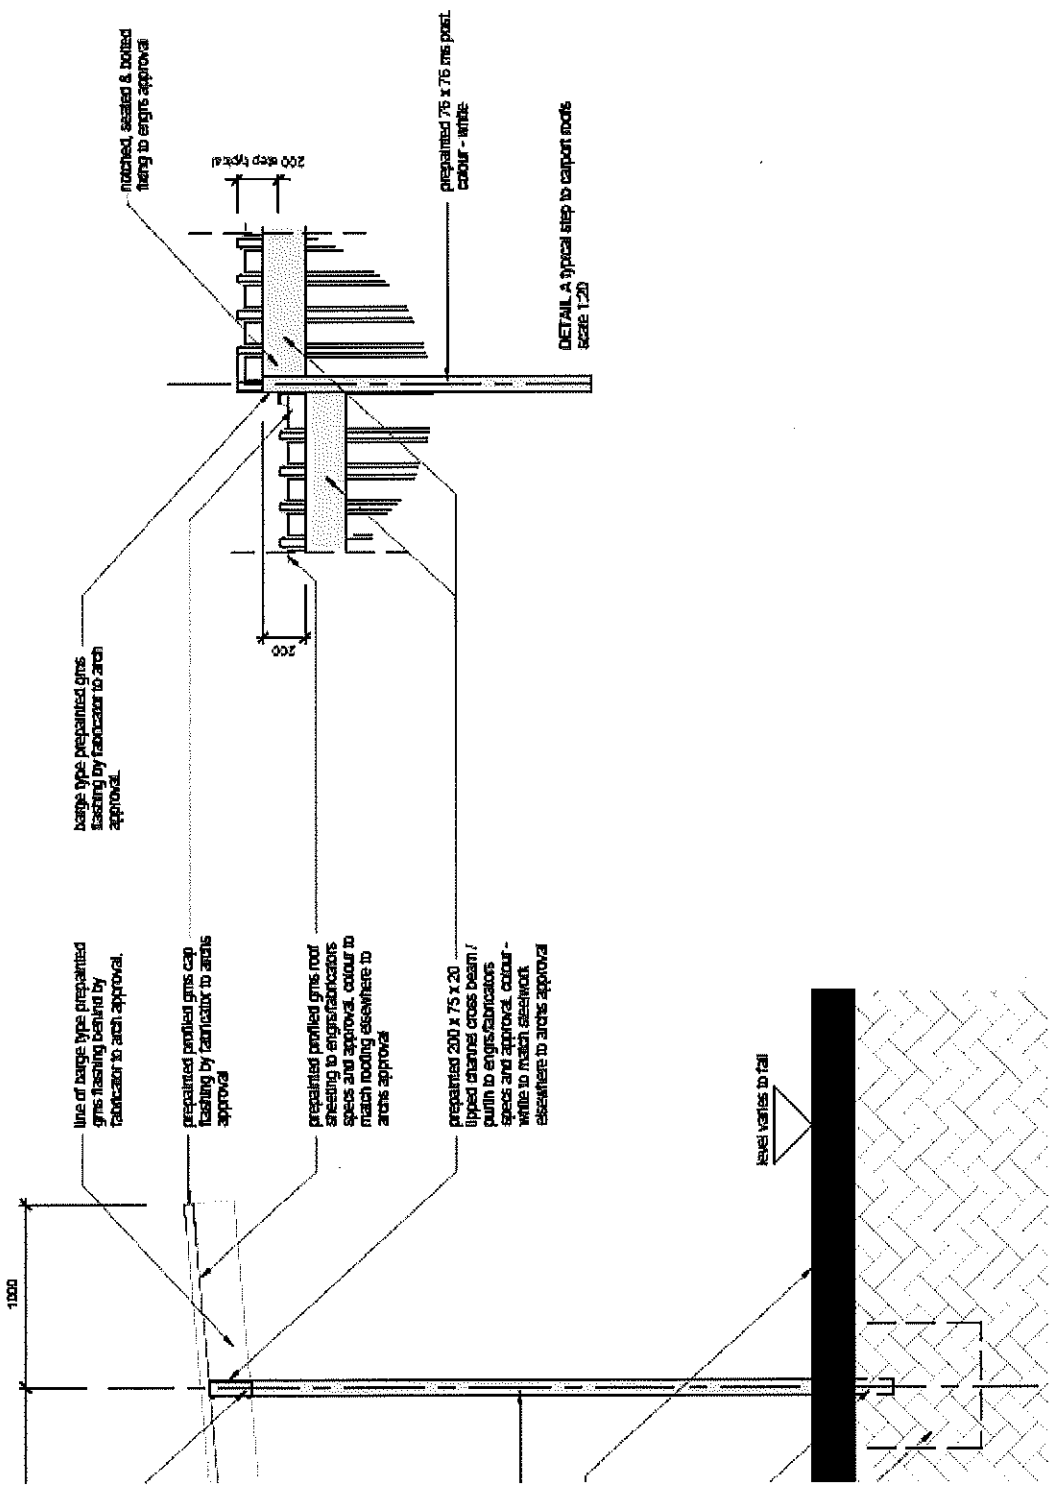 notched, seated & bolted
fixing to engrs approval
200 step typical
prepainted 76 x 76 ms post.
colour - white
DETAIL A typical step to carport roofs
scale 1:20
barge type prepainted gms
flashing by fabricator to arch
approval.
200
line of barge type prepainted
gms flashing behind by
fabricator to arch approval.
prepainted profiled gms cap
flashing by fabricator to archs
approval
prepainted profiled gms roof
sheeting to engrs/fabricators
specs and approval. colour to
match roofing elsewhere to
archs approval
prepainted 200 x 75 x 20
lipped channel cross beam /
purlin to engrs/fabricators
specs and approval. colour -
white to match steelwork
elsewhere to archs approval
level varies to fall
1000